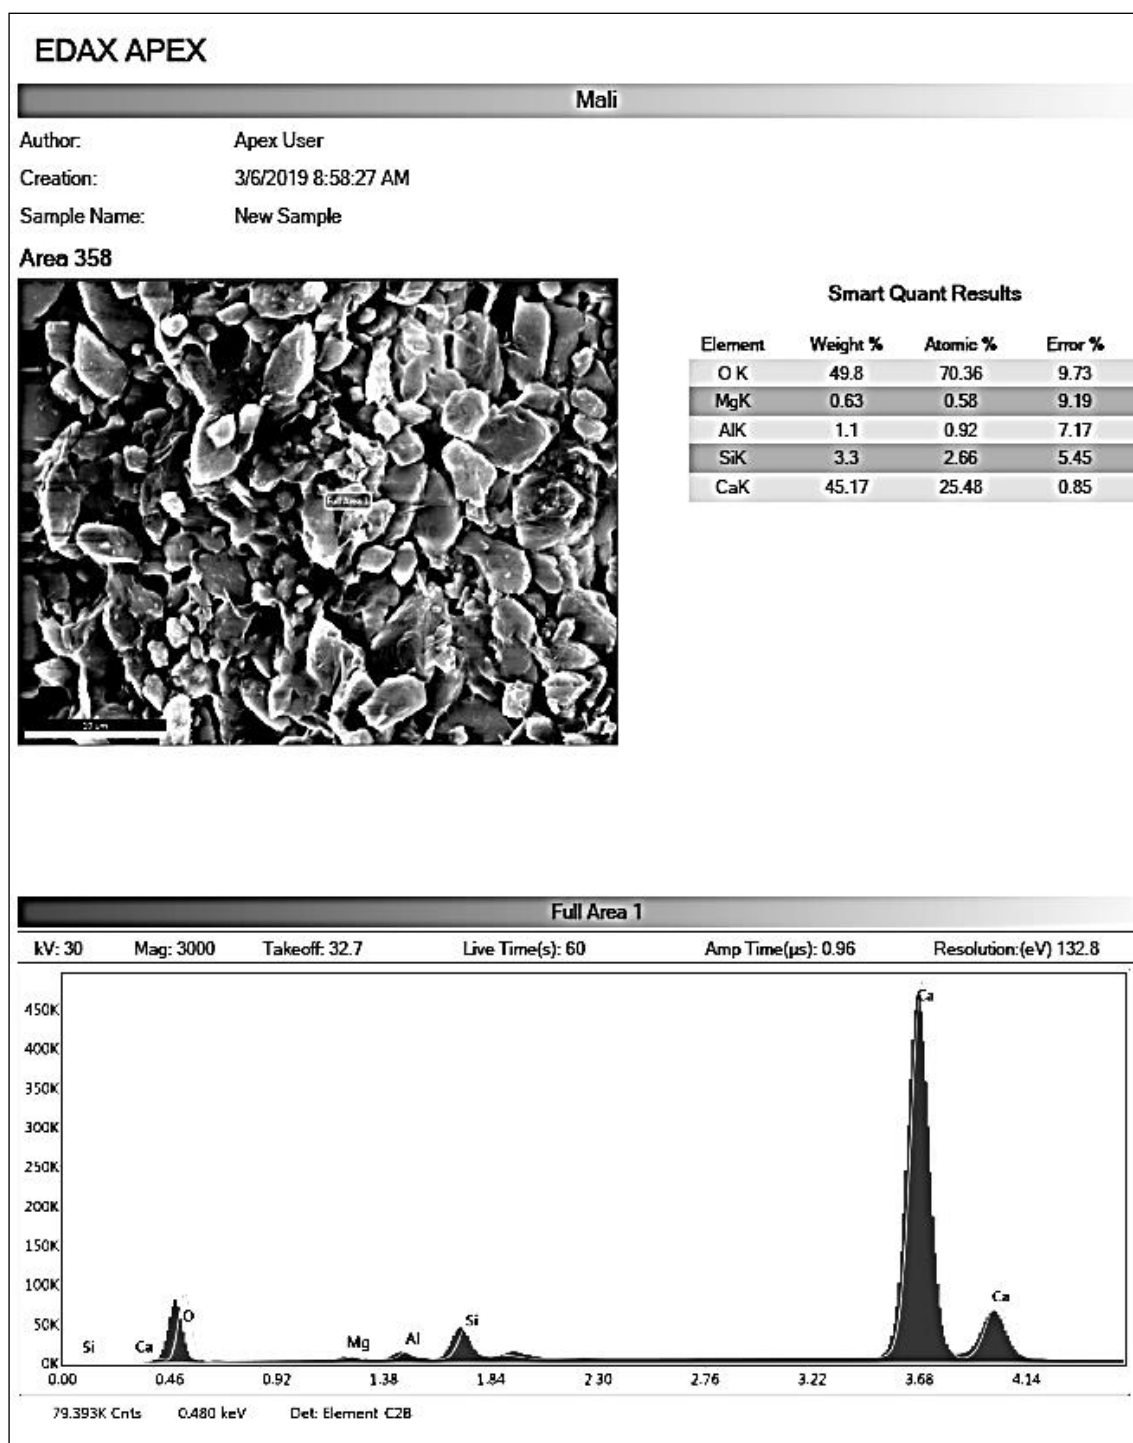 EDAX APEX
Mali
Author: Apex User
Creation: 3/6/2019 8:58:27 AM
Sample Name: New Sample
Area 358
Full Area 1
Smart Quant Results
Element Weight % Atomic % Error %
O K 49.8 70.36 9.73
MgK 0.63 0.58 9.19
AlK 1.1 0.92 7.17
SiK 3.3 2.66 5.45
CaK 45.17 25.48 0.85
Full Area 1
kV: 30 Mag: 3000 Takeoff: 32.7 Live Time(s): 60 Amp Time(µs): 0.96 Resolution:(eV) 132.8
450K
400K
350K
300K
250K
200K
150K
100K
50K
0K
Si Ca O Mg Al Si Ca Ca
0.00 0.46 0.92 1.38 1.84 2.30 2.76 3.22 3.68 4.14
79.393K Cnts 0.480 keV Det: Element C2B